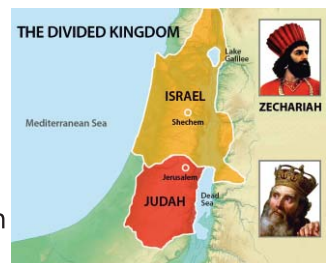 THE DIVIDED KINGDOM
Lake
Galilee
ISRAEL
ZECHARIAH
Mediterranean Sea
Shechem
Jerusalem
Dead
Sea
JUDAH